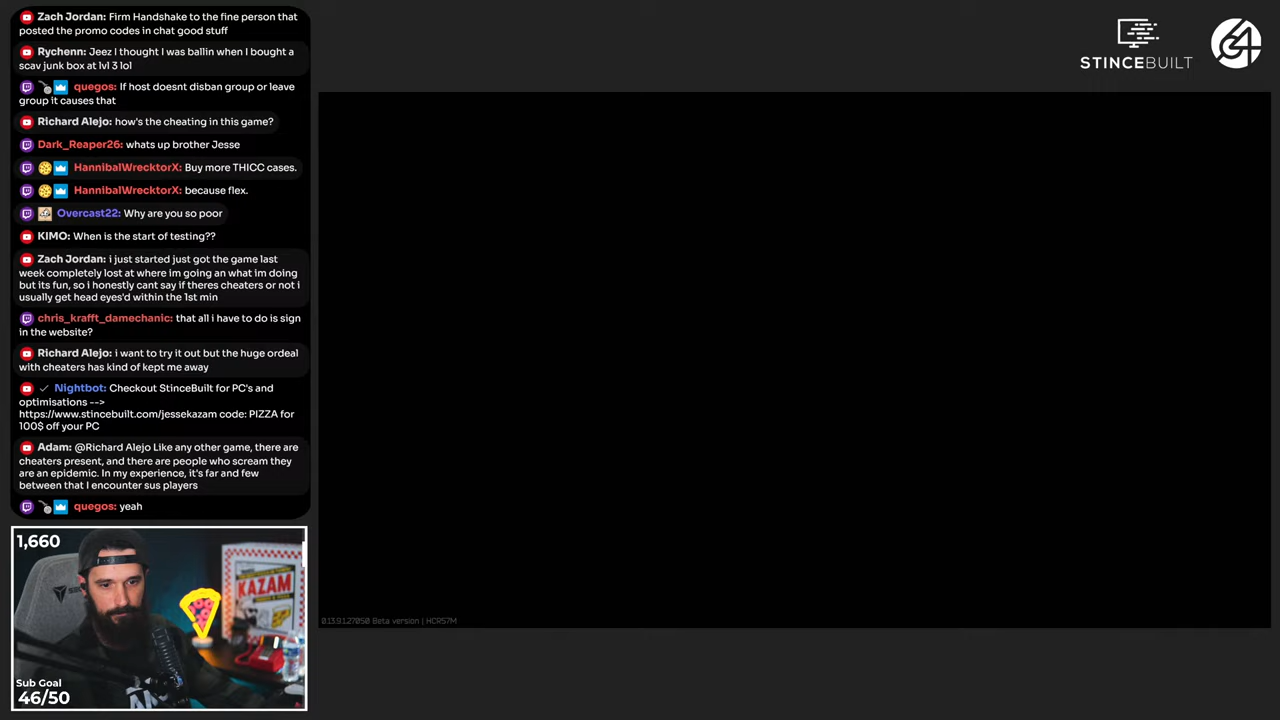 Zach Jordan: Firm Handshake to the fine person that
posted the promo codes in chat good stuff
Rychenn: Jeez I thought I was ballin when I bought a
scav junk box at lvl 3 lol
quegos: If host doesnt disban group or leave
group it causes that
Richard Alejo: how's the cheating in this game?
Dark_Reaper26: whats up brother Jesse
HannibalWrecktorX: Buy more THICC cases.
HannibalWrecktorX: because flex.
Overcast22: Why are you so poor
KIMO: When is the start of testing??
Zach Jordan: i just started just got the game last
week completely lost at where im going an what im doing
but its fun, so i honestly cant say if theres cheaters or not i
usually get head eyes'd within the 1st min
chris_krafft_damechanic: that all i have to do is sign
in the website?
Richard Alejo: i want to try it out but the huge ordeal
with cheaters has kind of kept me away
Nightbot: Checkout StinceBuilt for PC's and
optimisations -->
https://www.stincebuilt.com/jessekazam code: PIZZA for
100$ off your PC
Adam: @Richard Alejo Like any other game, there are
cheaters present, and there are people who scream they
are an epidemic. In my experience, it's far and few
between that I encounter sus players
quegos: yeah
1,660
KAZAM
Sub Goal
46/50
STINCEBUILT
G4
0.13.9.1.27050 Beta version | HCRS7M